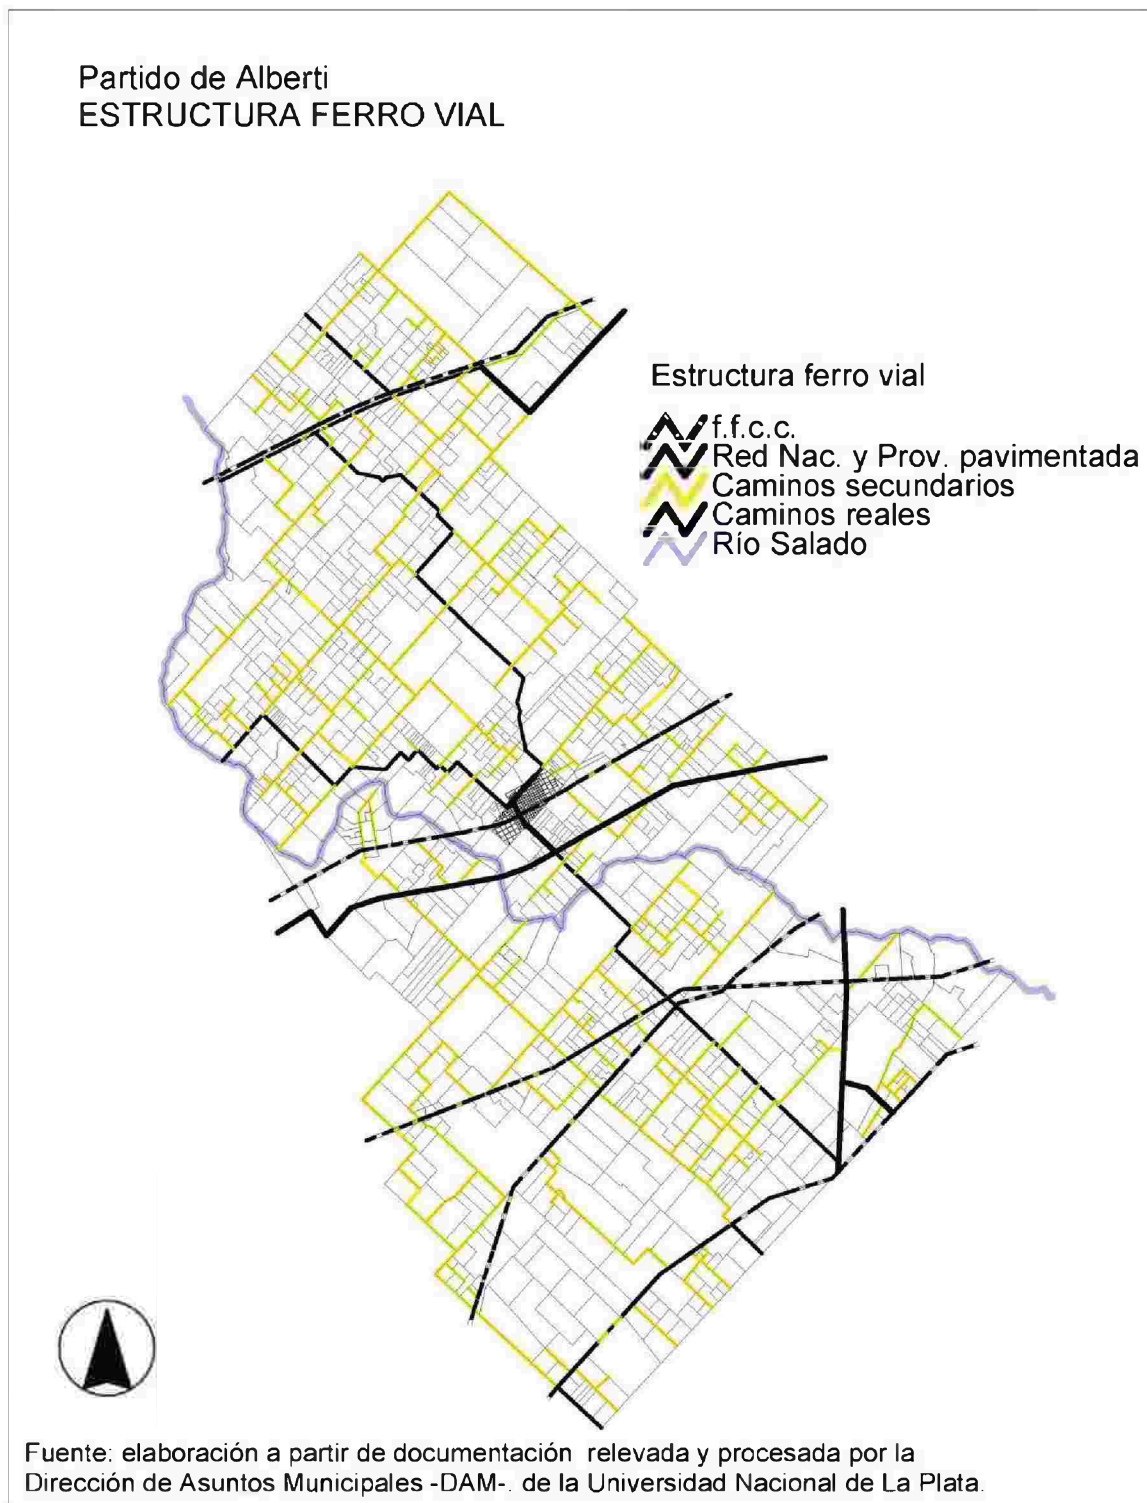 Partido de Alberti
ESTRUCTURA FERRO VIAL
Estructura ferro vial
f.f.c.c.
Red Nac. y Prov. pavimentada
Caminos secundarios
Caminos reales
Río Salado
Fuente: elaboración a partir de documentación relevada y procesada por la
Dirección de Asuntos Municipales -DAM-. de la Universidad Nacional de La Plata.